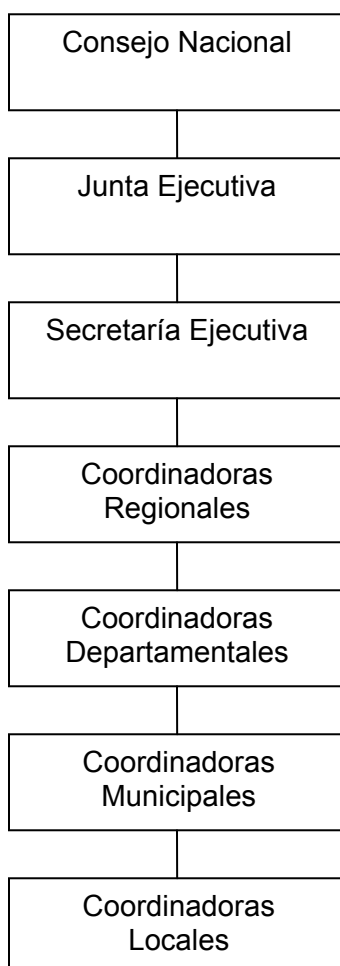 Consejo Nacional
Junta Ejecutiva
Secretaría Ejecutiva
Coordinadoras
Regionales
Coordinadoras
Departamentales
Coordinadoras
Municipales
Coordinadoras
Locales